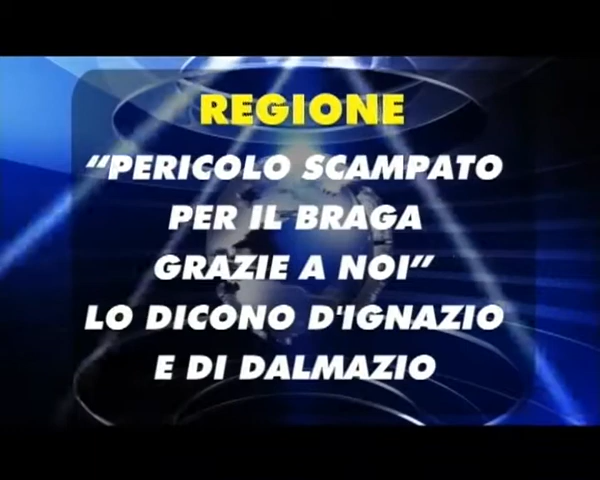 REGIONE
“PERICOLO SCAMPATO
PER IL BRAGA
GRAZIE A NOI”
LO DICONO D'IGNAZIO
E DI DALMAZIO